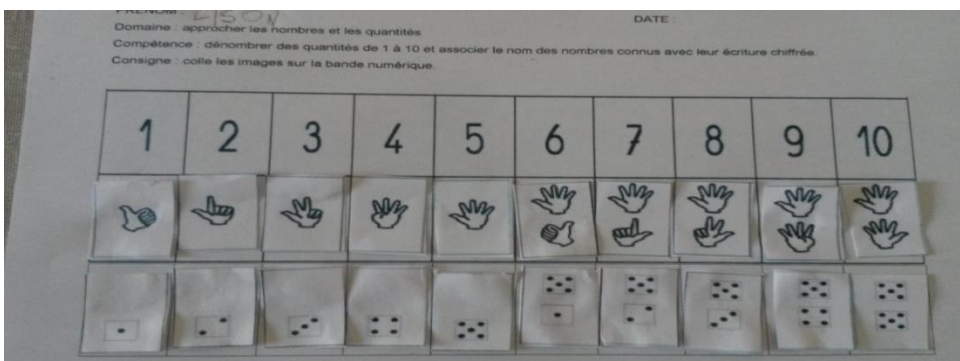 PRENOM : LISON
DATE :
Domaine : approcher les nombres et les quantités
Compétence : dénombrer des quantités de 1 à 10 et associer le nom des nombres connus avec leur écriture chiffrée.
Consigne : colle les images sur la bande numérique.
1 2 3 4 5 6 7 8 9 10